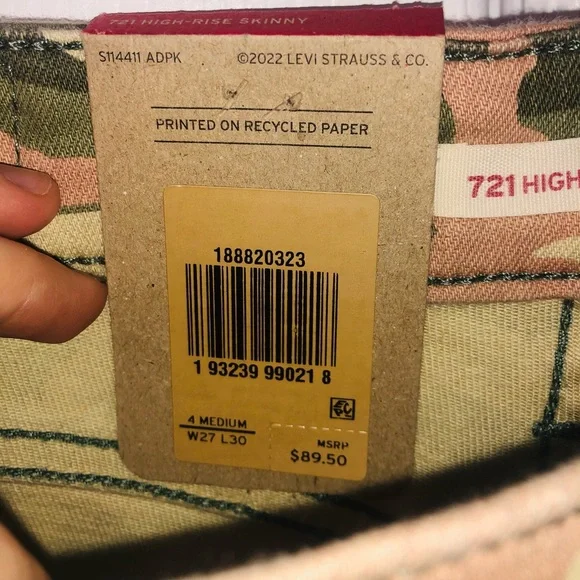 721 HIGH-RISE SKINNY
S114411 ADPK ©2022 LEVI STRAUSS & CO.
PRINTED ON RECYCLED PAPER
721 HIGH
188820323
1 93239 99021 8
4 MEDIUM
W27 L30
MSRP
$89.50